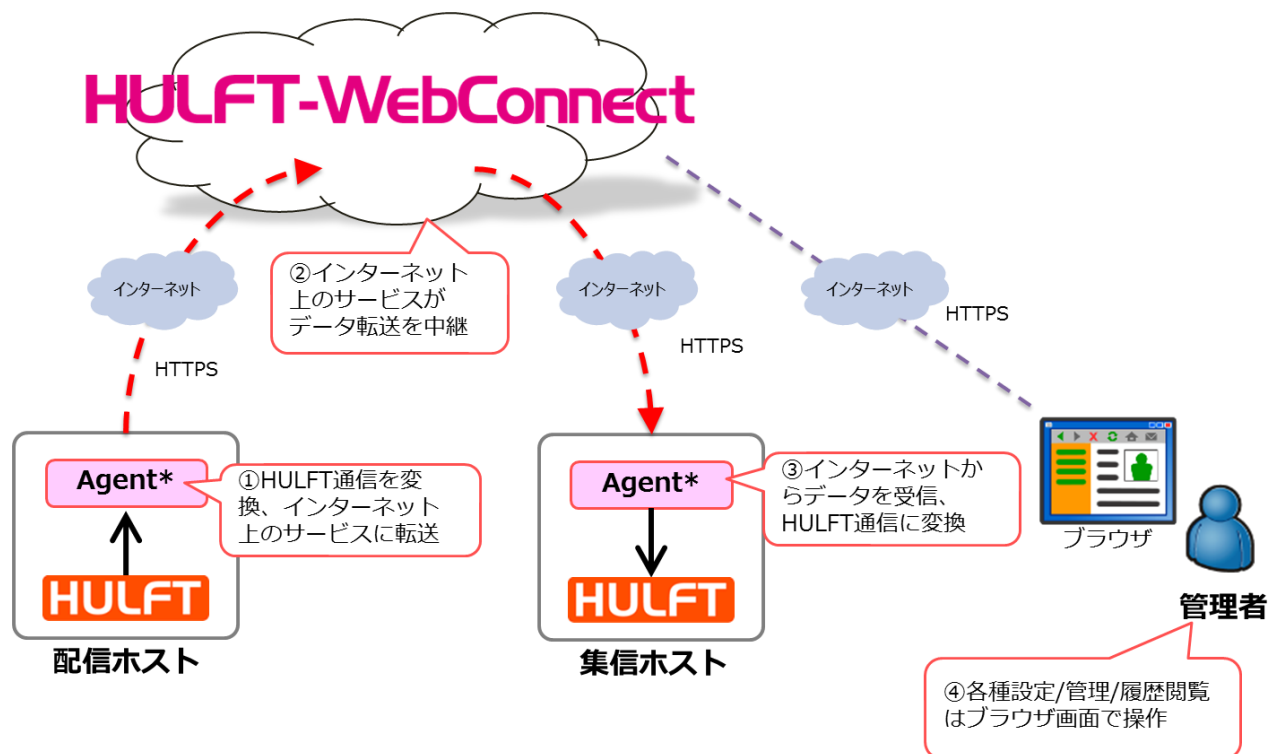 HULFT-WebConnect
インターネット
②インターネット
上のサービスが
データ転送を中継
インターネット
インターネット
HTTPS
HTTPS
HTTPS
Agent*
①HULFT通信を変
換、インターネット
上のサービスに転送
HULFT
配信ホスト
Agent*
③インターネットか
らデータを受信、
HULFT通信に変換
HULFT
集信ホスト
ブラウザ
管理者
④各種設定/管理/履歴閲覧
はブラウザ画面で操作